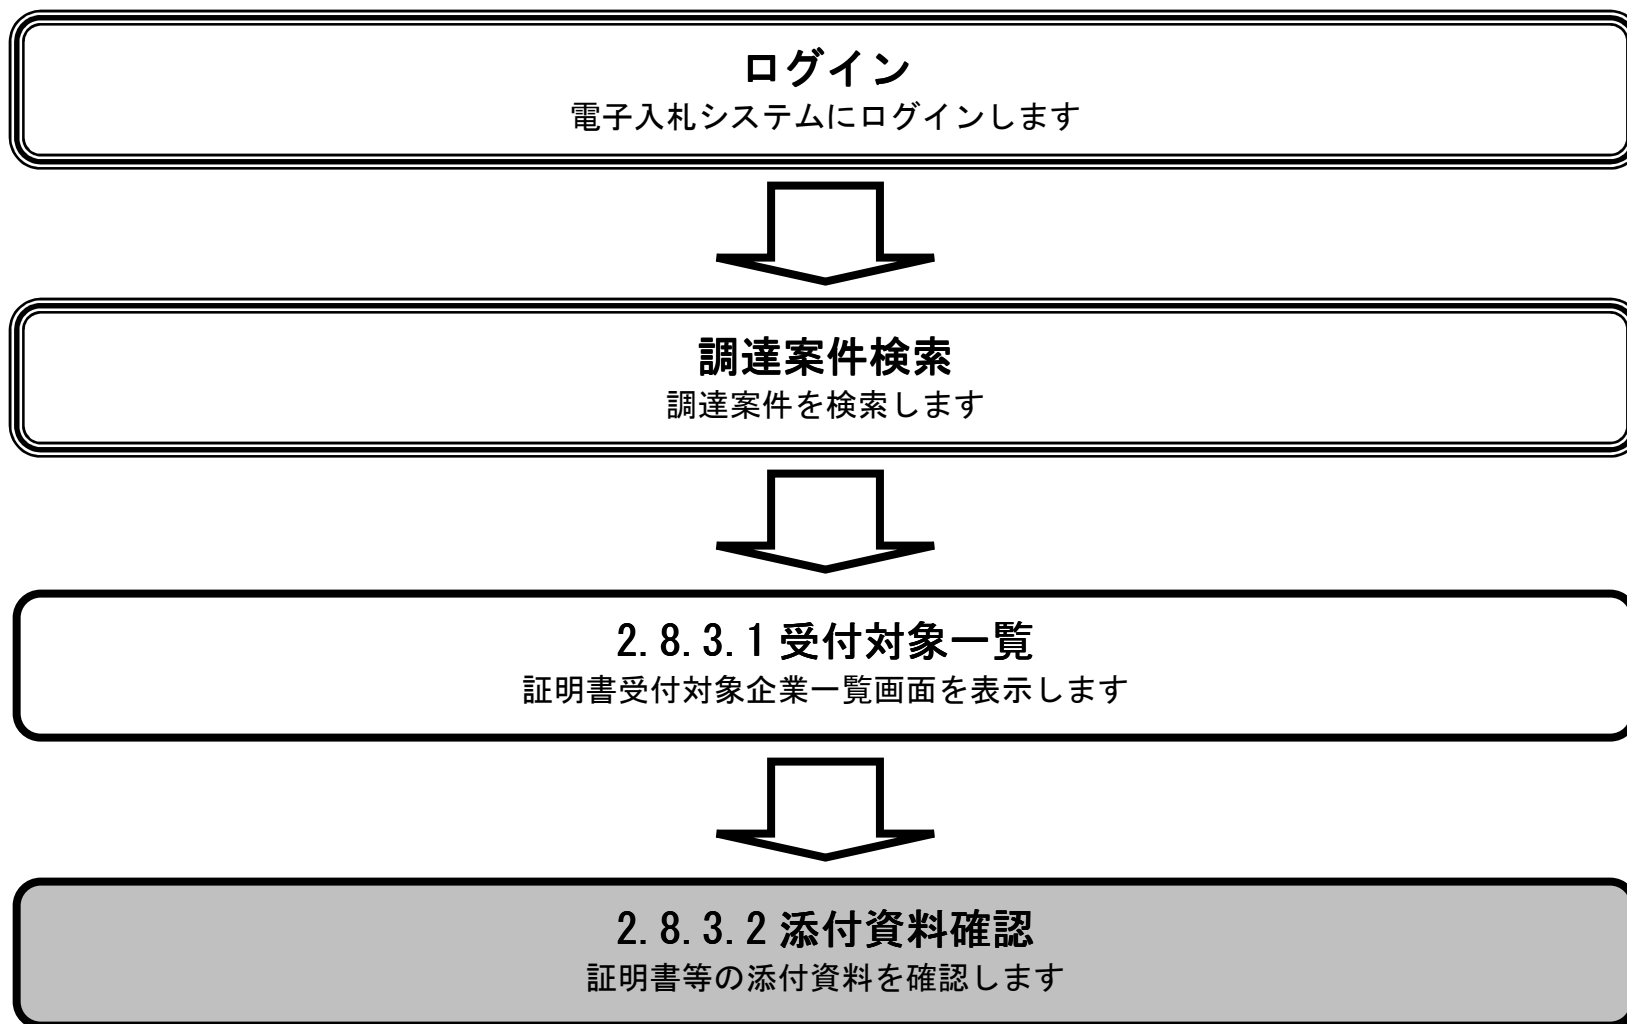 ログイン
電子入札システムにログインします
調達案件検索
調達案件を検索します
2.8.3.1 受付対象一覧
証明書受付対象企業一覧画面を表示します
2.8.3.2 添付資料確認
証明書等の添付資料を確認します